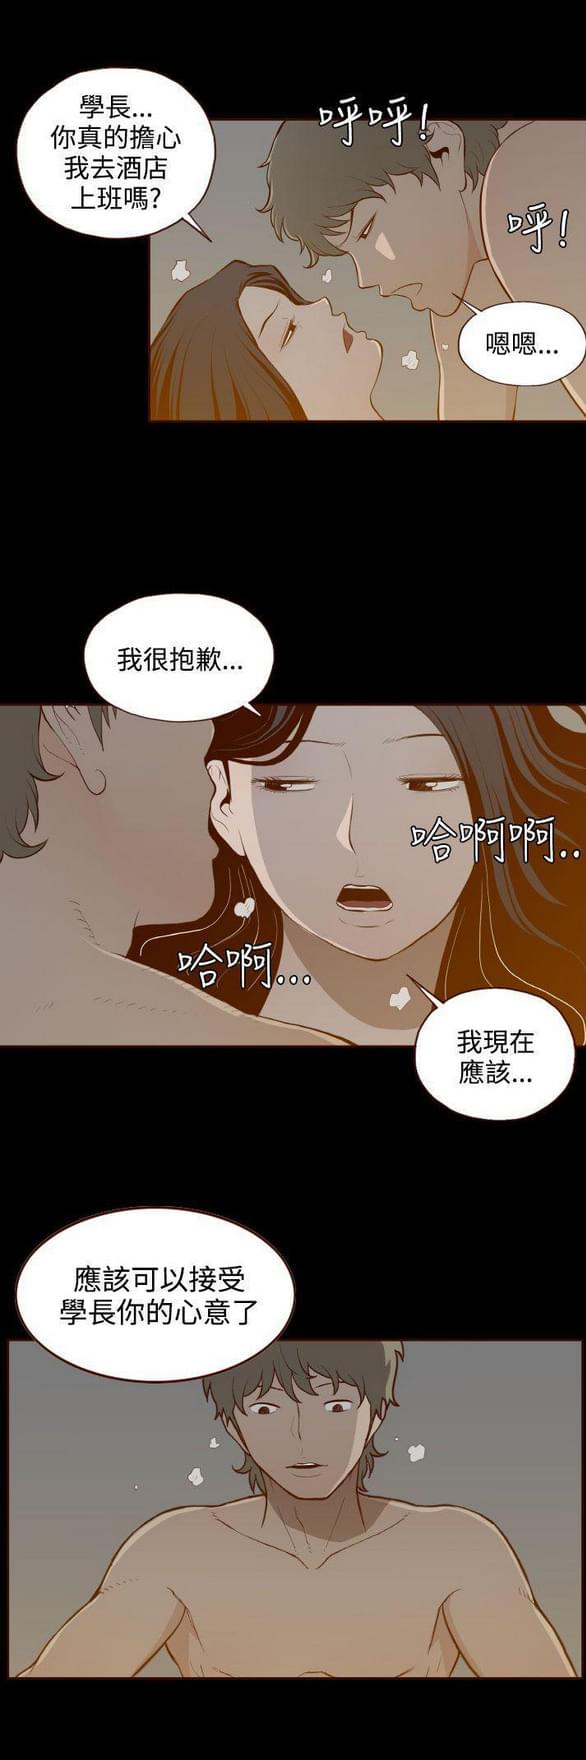 學長...
你真的擔心
我去酒店
上班嗎?
呼呼!
呼!
嗯嗯...
我很抱歉...
哈啊啊..
哈啊...
我現在
應該...
應該可以接受
學長你的心意了